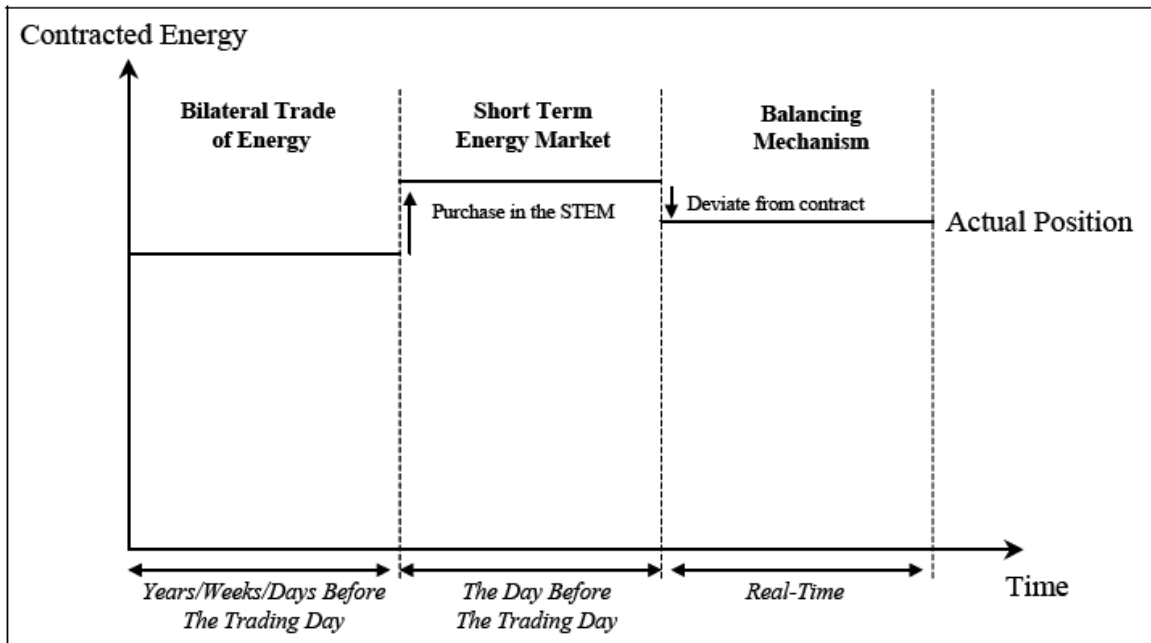 Contracted Energy
Bilateral Trade
of Energy
Short Term
Energy Market
Balancing
Mechanism
Purchase in the STEM
Deviate from contract
Actual Position
Years/Weeks/Days Before
The Trading Day
The Day Before
The Trading Day
Real-Time
Time